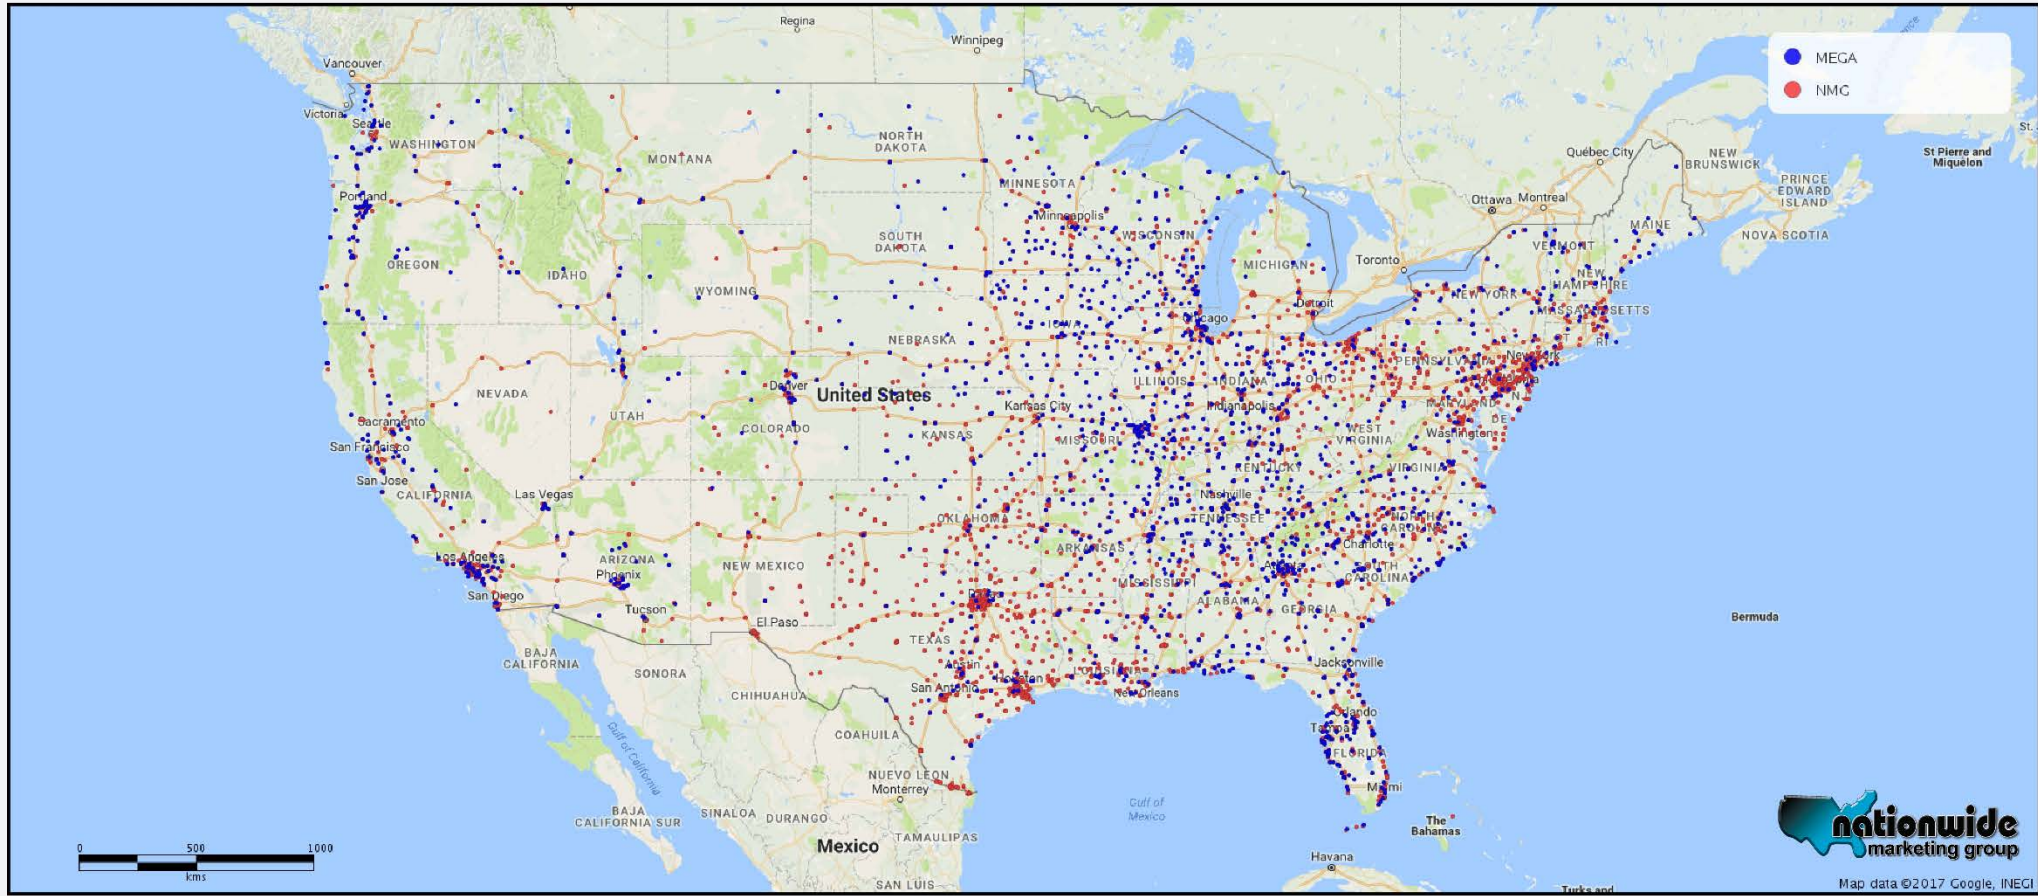 Regina
Winnipeg
Vancouver
MEGA
NMG
Victoria
Seattle
WASHINGTON
NORTH
DAKOTA
MONTANA
Québec City
NEW
BRUNSWICK
St Pierre and
Miquelon
PRINCE
EDWARD
ISLAND
MINNESOTA
Portland
Ottawa
Montreal
Minneapolis
MAINE
NOVA SCOTIA
SOUTH
DAKOTA
WISCONSIN
VERMONT
OREGON
IDAHO
MICHIGAN
Toronto
NEW
HAMPSHIRE
WYOMING
NEW YORK
Detroit
MASSACHUSETTS
Chicago
IOWA
NEBRASKA
CT
RI
PENNSYLVANIA
New York
NEVADA
Denver
United States
ILLINOIS
INDIANA
OHIO
UTAH
Kansas City
Indianapolis
MARYLAND
DE
N
Sacramento
COLORADO
KANSAS
MISSOURI
WEST
VIRGINIA
Washington
San Francisco
KENTUCKY
VIRGINIA
San Jose
CALIFORNIA
Las Vegas
Nashville
OKLAHOMA
TENNESSEE
NORTH
CAROLINA
Los Angeles
ARIZONA
Phoenix
NEW MEXICO
ARKANSAS
Charlotte
Atlanta
SOUTH
CAROLINA
San Diego
Dallas
MISSISSIPPI
ALABAMA
GEORGIA
Tucson
El Paso
Bermuda
TEXAS
BAJA
CALIFORNIA
SONORA
Austin
LOUISIANA
Jacksonville
CHIHUAHUA
San Antonio
Houston
New Orleans
Orlando
Tampa
COAHUILA
FLORIDA
Gulf of California
NUEVO LEON
Monterrey
Miami
Gulf of
Mexico
BAJA
CALIFORNIA SUR
SINALOA
DURANGO
The
Bahamas
TAMAULIPAS
Mexico
0 500 1000
kms
Havana
SAN LUIS
nationwide
marketing group
Turks and
Map data ©2017 Google, INEGI